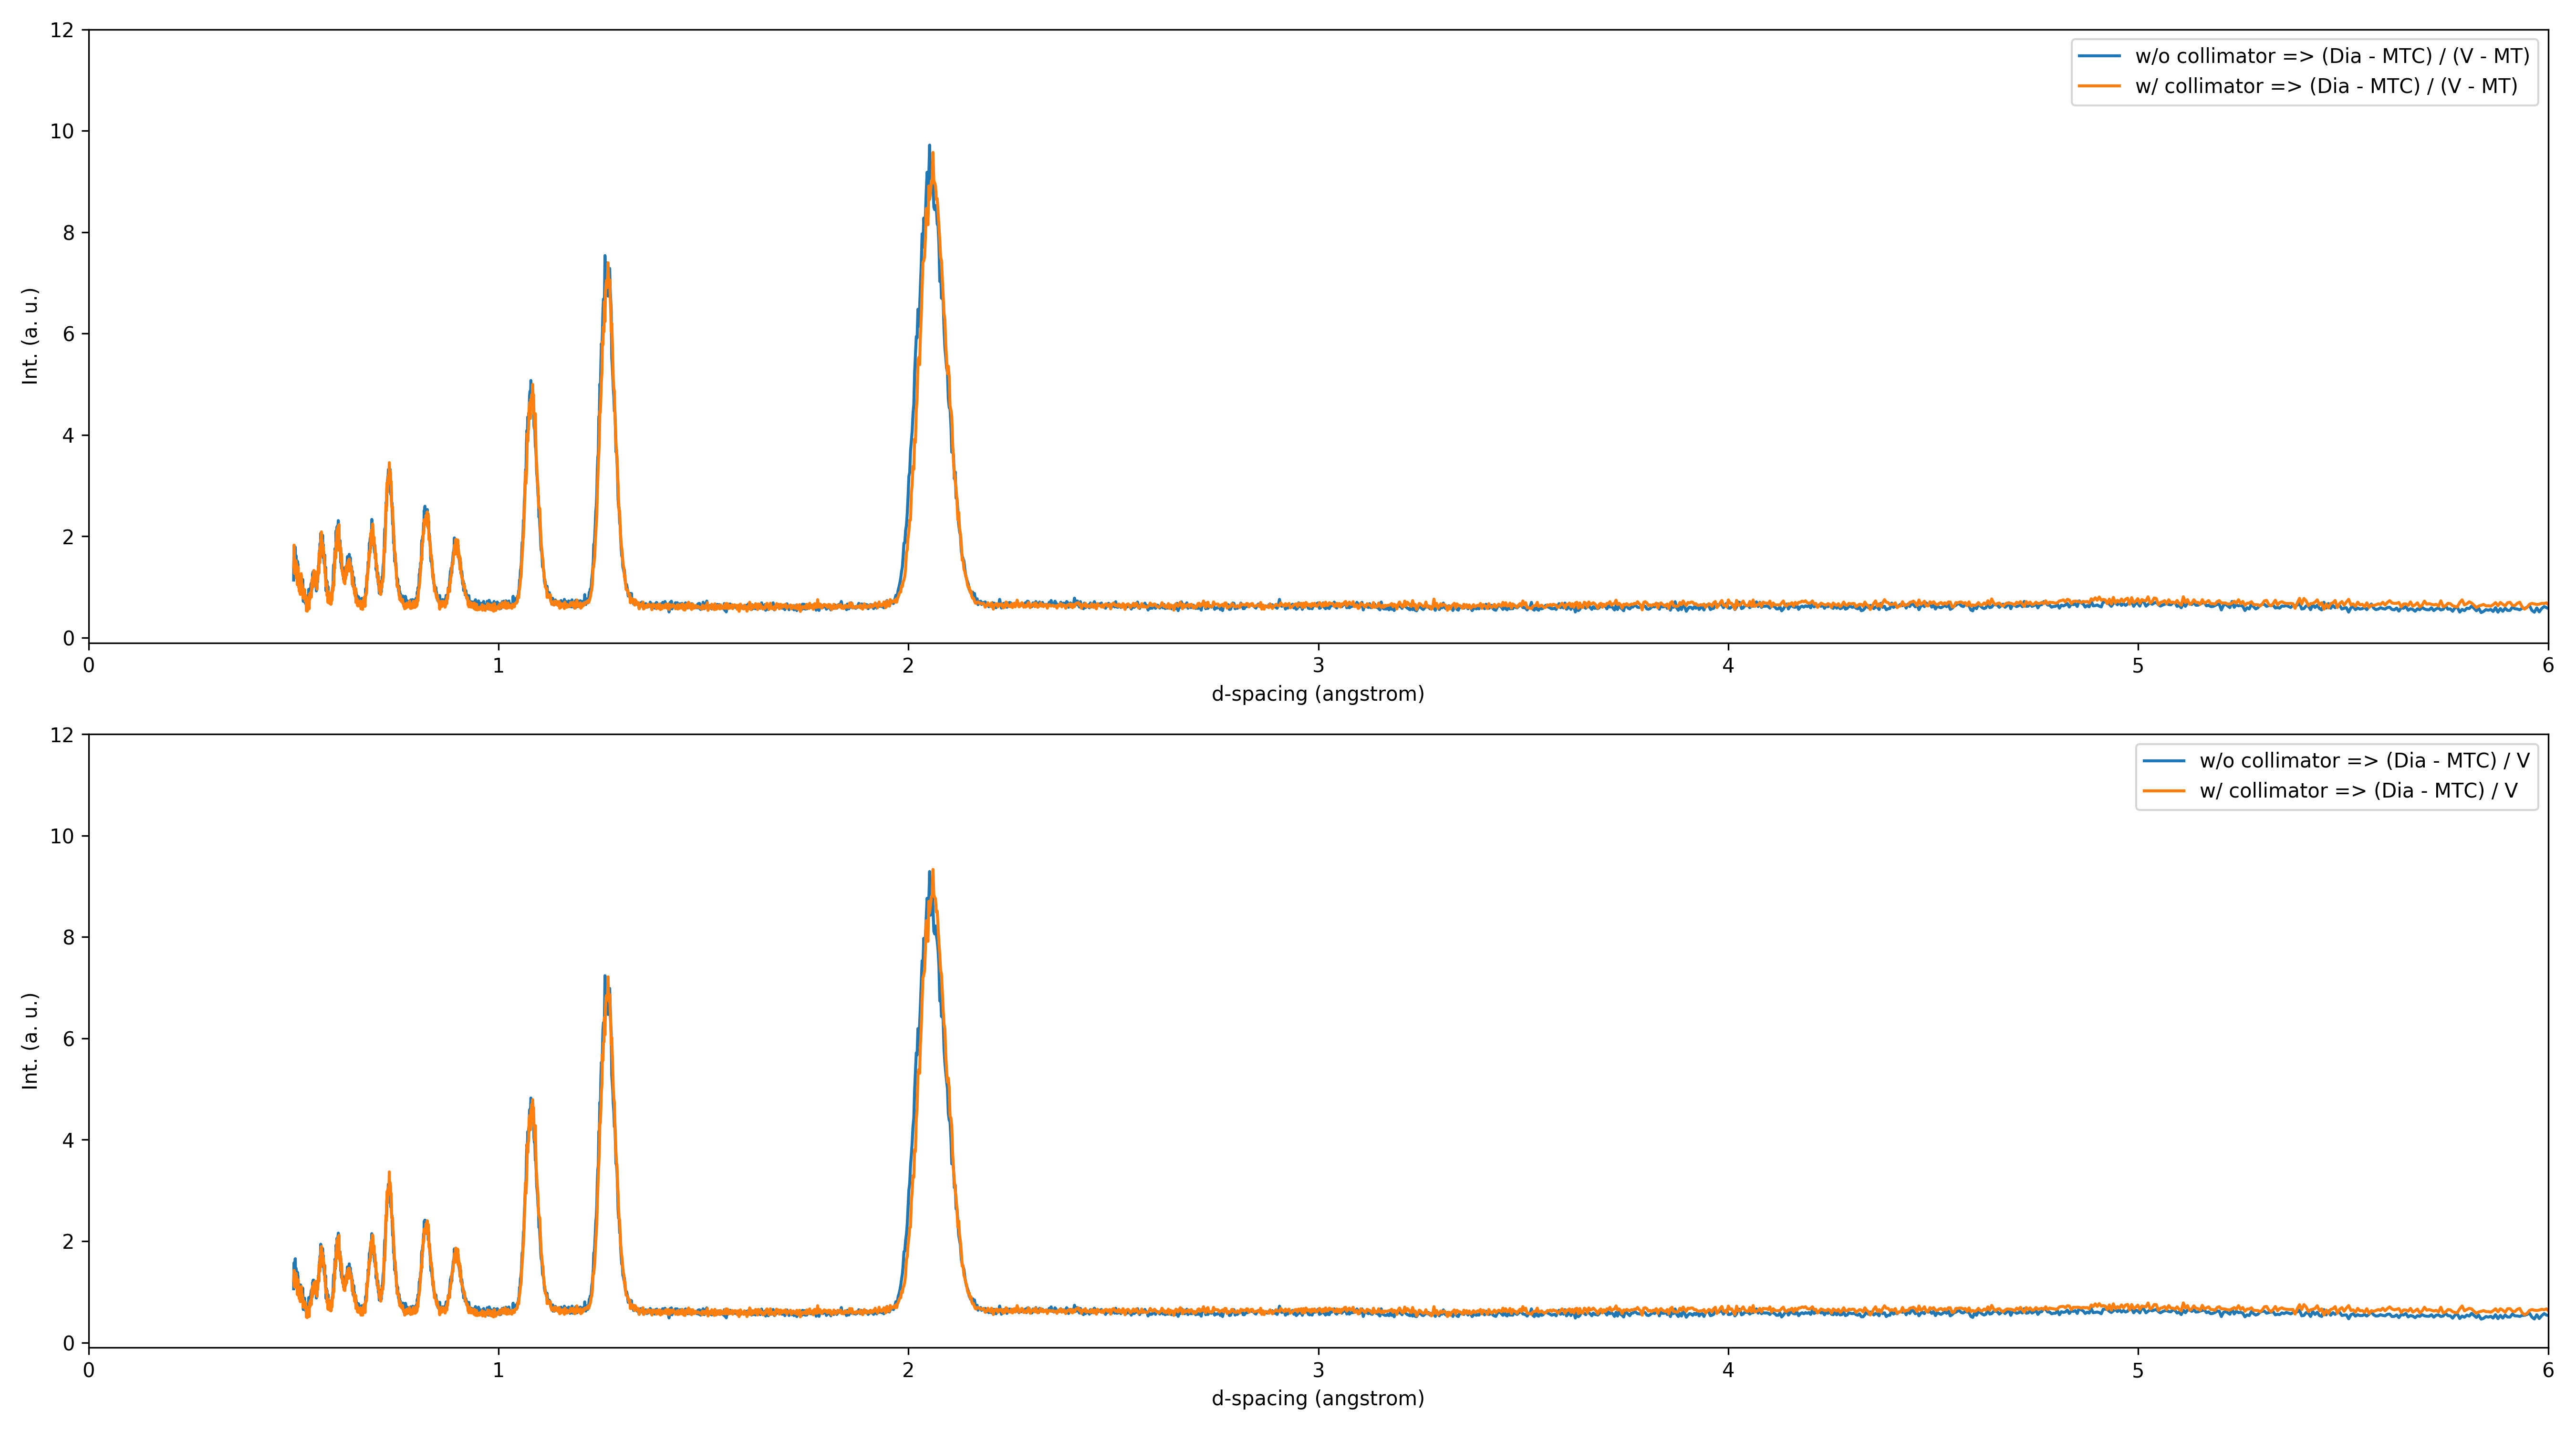 12
10
8
6
4
2
0
Int. (a. u.)
w/o collimator => (Dia - MTC) / (V - MT)
w/ collimator => (Dia - MTC) / (V - MT)
0 1 2 3 4 5 6
d-spacing (angstrom)
12
10
8
6
4
2
0
Int. (a. u.)
w/o collimator => (Dia - MTC) / V
w/ collimator => (Dia - MTC) / V
0 1 2 3 4 5 6
d-spacing (angstrom)